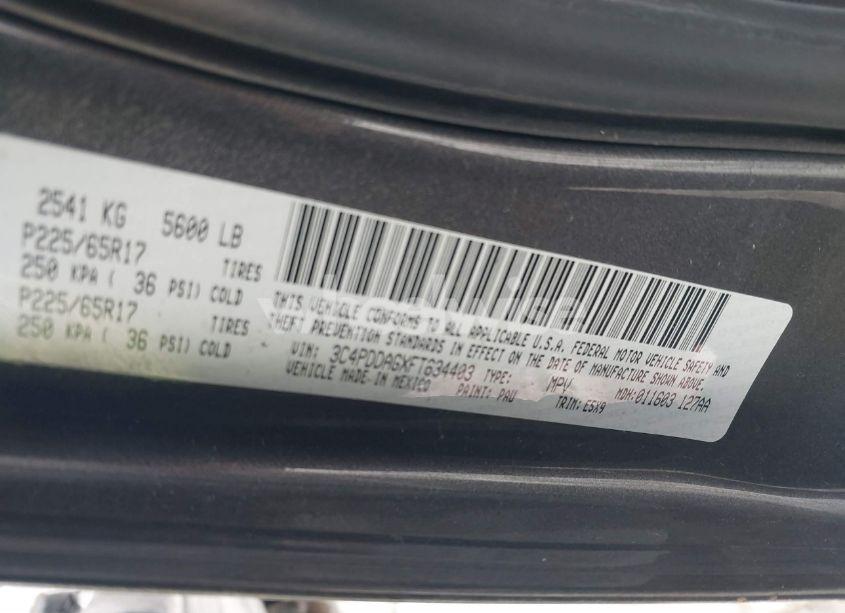 2541 KG 5600 LB
P225/65R17 TIRES
250 KPA ( 36 PSI) COLD
P225/65R17 TIRES
250 KPA ( 36 PSI) COLD
THIS VEHICLE CONFORMS TO ALL APPLICABLE U.S.A. FEDERAL MOTOR VEHICLE SAFETY AND
THEFT PREVENTION STANDARDS IN EFFECT ON THE DATE OF MANUFACTURE SHOWN ABOVE.
VIN: 3C4PDDAGXFT634403 TYPE: MPV MDH:011603 127AA
VEHICLE MADE IN MEXICO PAINT: PAU TRIM: E5X9